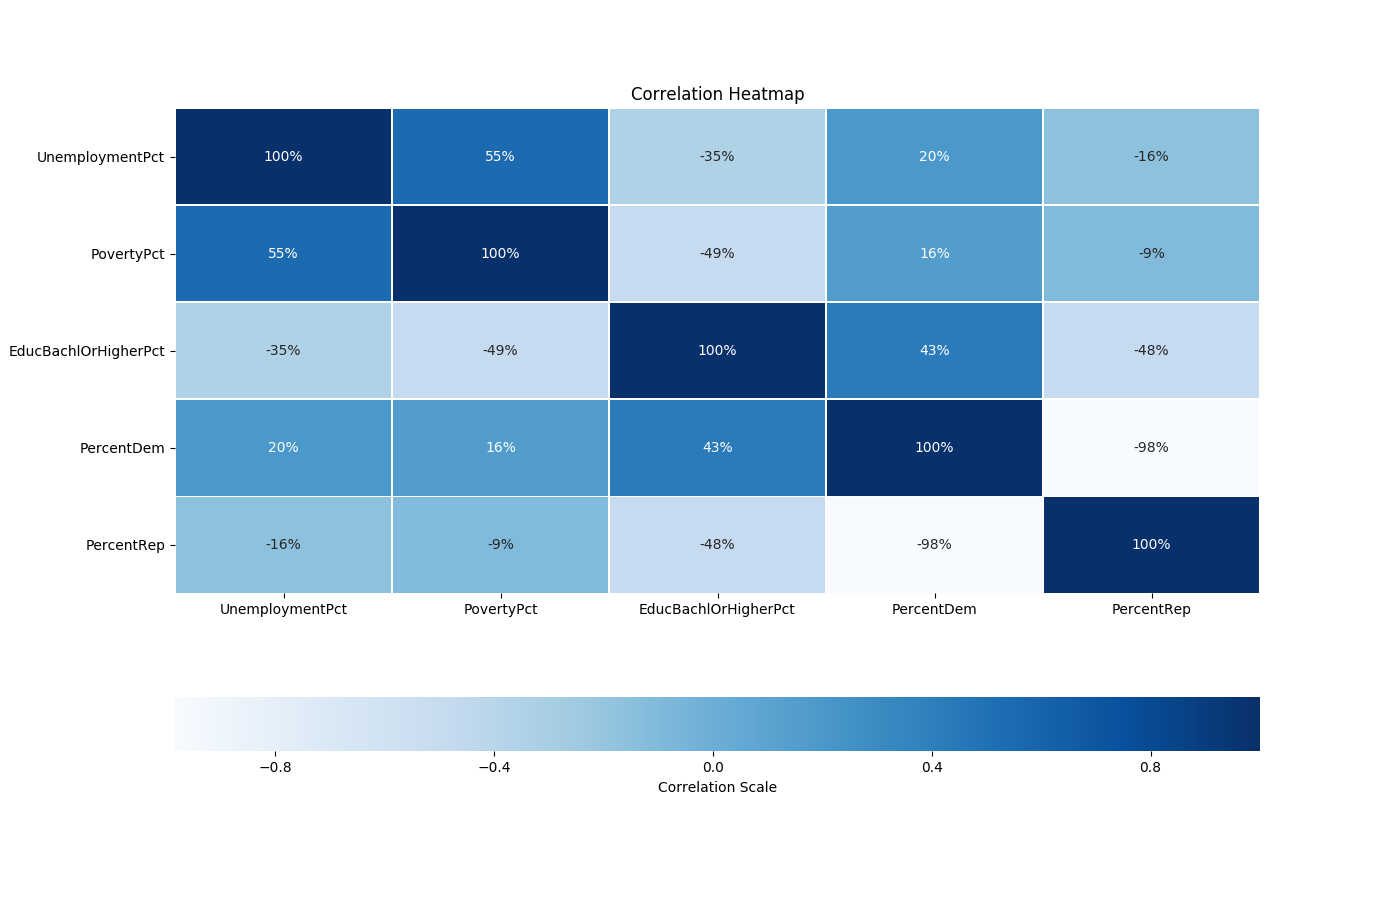 Correlation Heatmap
UnemploymentPct 100% 55% -35% 20% -16%
PovertyPct 55% 100% -49% 16% -9%
EducBachlOrHigherPct -35% -49% 100% 43% -48%
PercentDem 20% 16% 43% 100% -98%
PercentRep -16% -9% -48% -98% 100%
UnemploymentPct PovertyPct EducBachlOrHigherPct PercentDem PercentRep
−0.8 −0.4 0.0 0.4 0.8
Correlation Scale